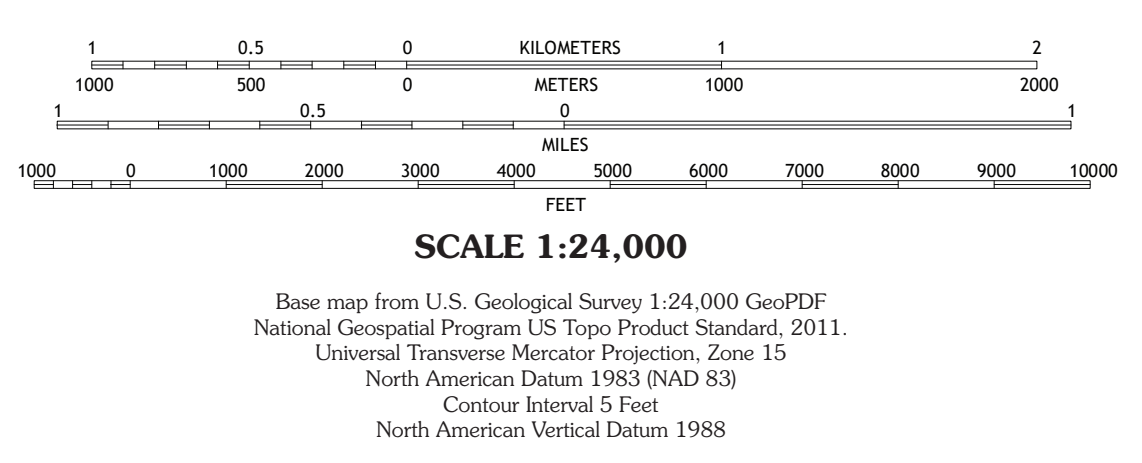 1 0.5 0 KILOMETERS 1 2
1000 500 0 METERS 1000 2000
1 0.5 0 1
MILES
1000 0 1000 2000 3000 4000 5000 6000 7000 8000 9000 10000
FEET
SCALE 1:24,000
Base map from U.S. Geological Survey 1:24,000 GeoPDF
National Geospatial Program US Topo Product Standard, 2011.
Universal Transverse Mercator Projection, Zone 15
North American Datum 1983 (NAD 83)
Contour Interval 5 Feet
North American Vertical Datum 1988